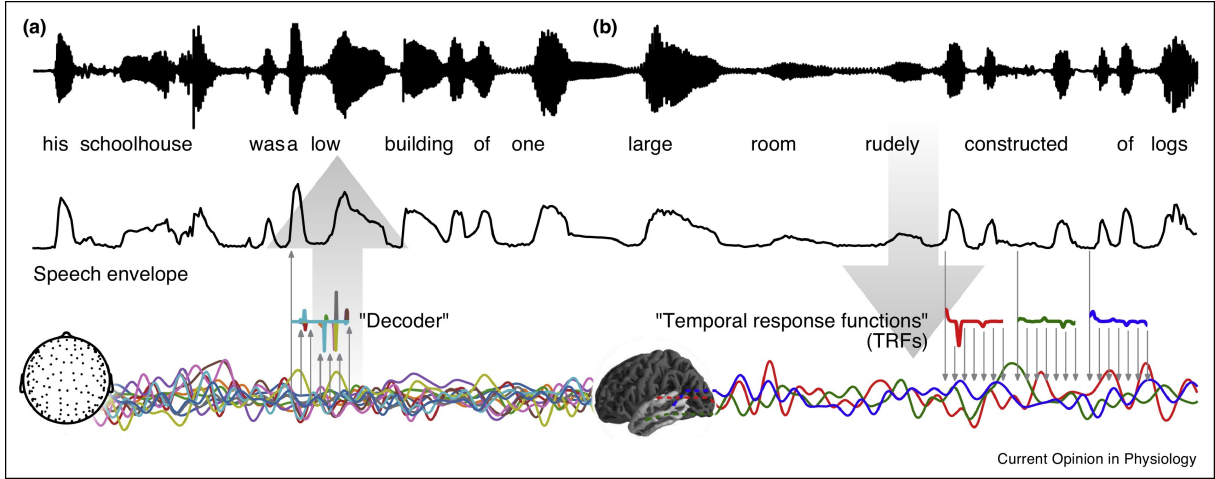 (a)
(b)
his schoolhouse was a low building of one large room rudely constructed of logs
Speech envelope
"Decoder"
"Temporal response functions"
(TRFs)
Current Opinion in Physiology